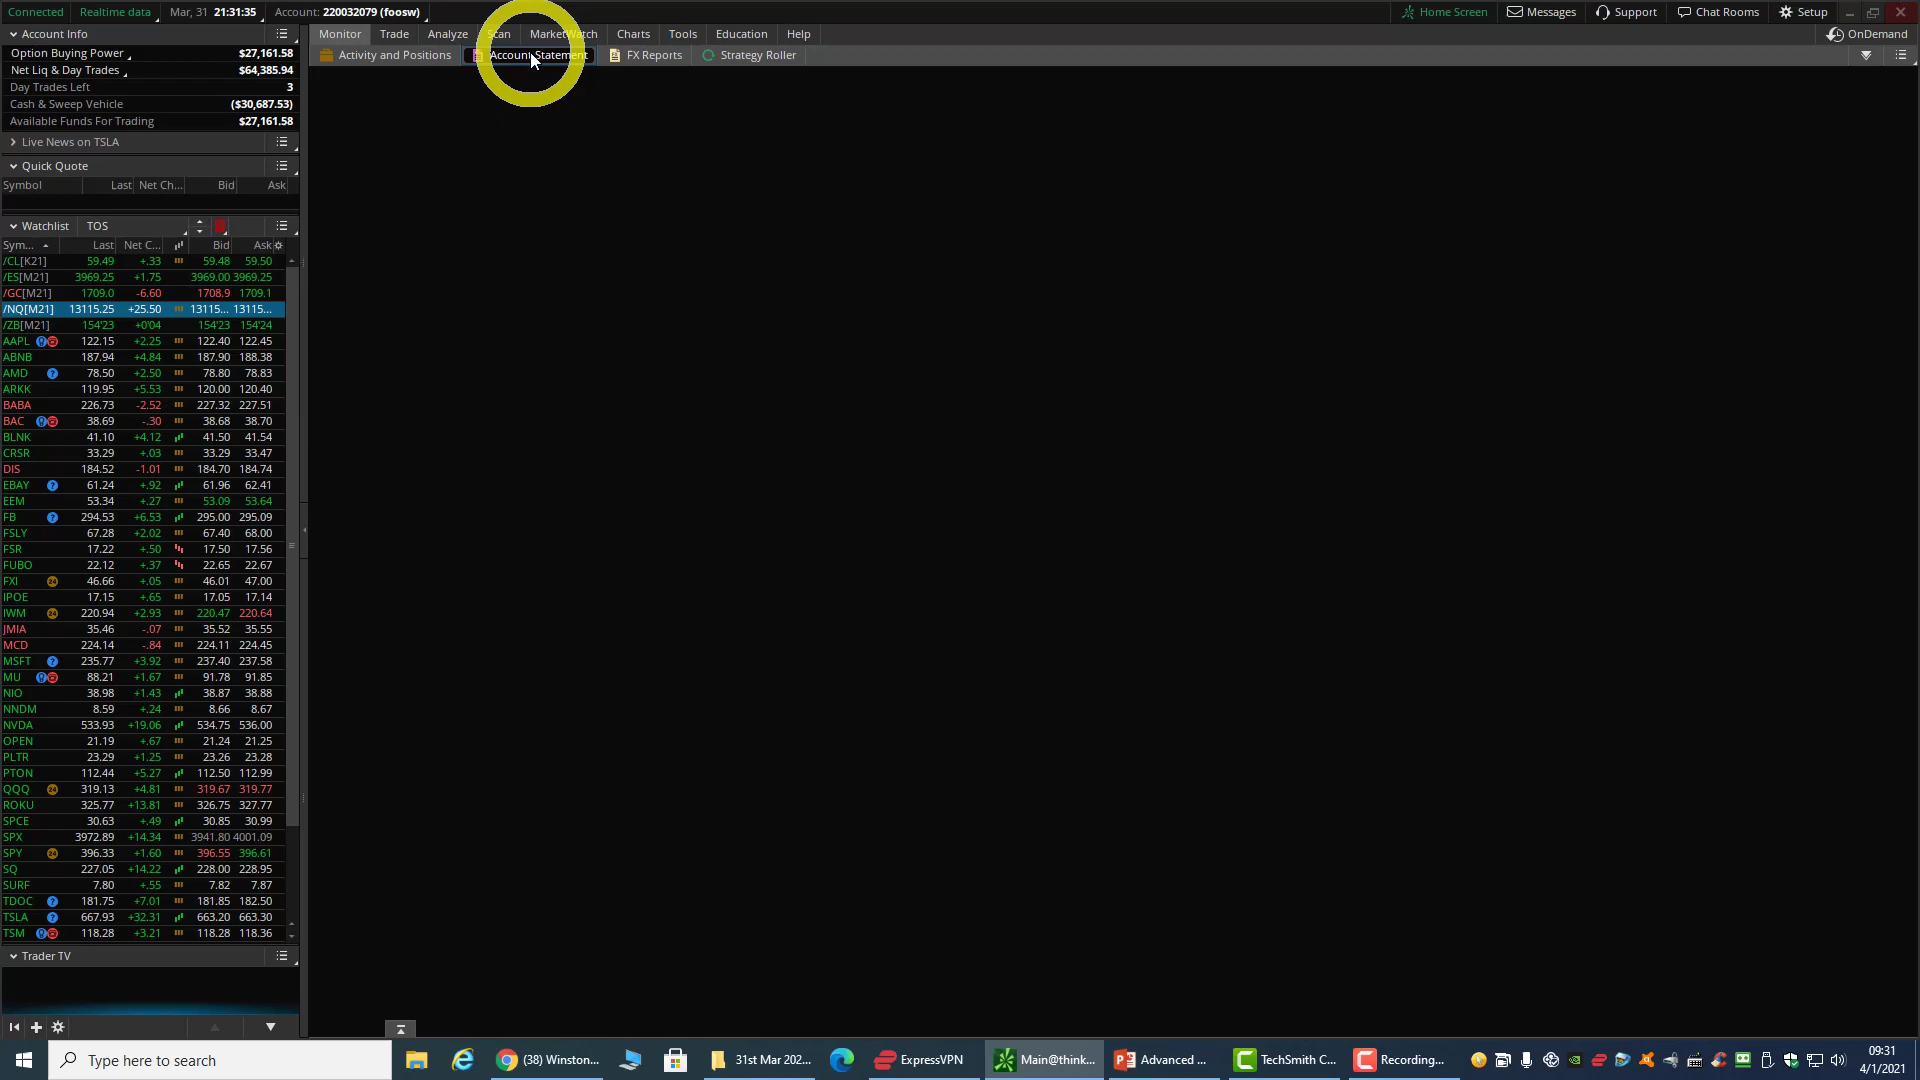 Connected Realtime data Mar, 31 21:31:35 Account: 220032079 (foosw) Home Screen Messages Support Chat Rooms Setup
Account Info Monitor Trade Analyze Scan MarketWatch Charts Tools Education Help OnDemand
Option Buying Power $27,161.58 Activity and Positions Account Statement FX Reports Strategy Roller
Net Liq & Day Trades $64,385.94
Day Trades Left 3
Cash & Sweep Vehicle ($30,687.53)
Available Funds For Trading $27,161.58
Live News on TSLA
Quick Quote
Symbol Last Net Ch... Bid Ask
Watchlist TOS
Sym... Last Net C... Bid Ask
/CL[K21] 59.49 +.33 59.48 59.50
/ES[M21] 3969.25 +1.75 3969.00 3969.25
/GC[M21] 1709.0 -6.60 1708.9 1709.1
/NQ[M21] 13115.25 +25.50 13115... 13115...
/ZB[M21] 154'23 +0'04 154'23 154'24
AAPL 122.15 +2.25 122.40 122.45
ABNB 187.94 +4.84 187.90 188.38
AMD 78.50 +2.50 78.80 78.83
ARKK 119.95 +5.53 120.00 120.40
BABA 226.73 -2.52 227.32 227.51
BAC 38.69 -.30 38.68 38.70
BLNK 41.10 +4.12 41.50 41.54
CRSR 33.29 +.03 33.29 33.47
DIS 184.52 -1.01 184.70 184.74
EBAY 61.24 +.92 61.96 62.41
EEM 53.34 +.27 53.09 53.64
FB 294.53 +6.53 295.00 295.09
FSLY 67.28 +2.02 67.40 68.00
FSR 17.22 +.50 17.50 17.56
FUBO 22.12 +.37 22.65 22.67
FXI 24 46.66 +.05 46.01 47.00
IPOE 17.15 +.65 17.05 17.14
IWM 24 220.94 +2.93 220.47 220.64
JMIA 35.46 -.07 35.52 35.55
MCD 224.14 -.84 224.11 224.45
MSFT 235.77 +3.92 237.40 237.58
MU 88.21 +1.67 91.78 91.85
NIO 38.98 +1.43 38.87 38.88
NNDM 8.59 +.24 8.66 8.67
NVDA 533.93 +19.06 534.75 536.00
OPEN 21.19 +.67 21.24 21.25
PLTR 23.29 +1.25 23.26 23.28
PTON 112.44 +5.27 112.50 112.99
QQQ 24 319.13 +4.81 319.67 319.77
ROKU 325.77 +13.81 326.75 327.77
SPCE 30.63 +.49 30.85 30.99
SPX 3972.89 +14.34 3941.80 4001.09
SPY 24 396.33 +1.60 396.55 396.61
SQ 227.05 +14.22 228.00 228.95
SURF 7.80 +.55 7.82 7.87
TDOC 181.75 +7.01 181.85 182.50
TSLA 667.93 +32.31 663.20 663.30
TSM 118.28 +3.21 118.28 118.36
Trader TV
Type here to search (38) Winston... 31st Mar 202... ExpressVPN Main@think... Advanced ... TechSmith C... Recording... 09:31
4/1/2021